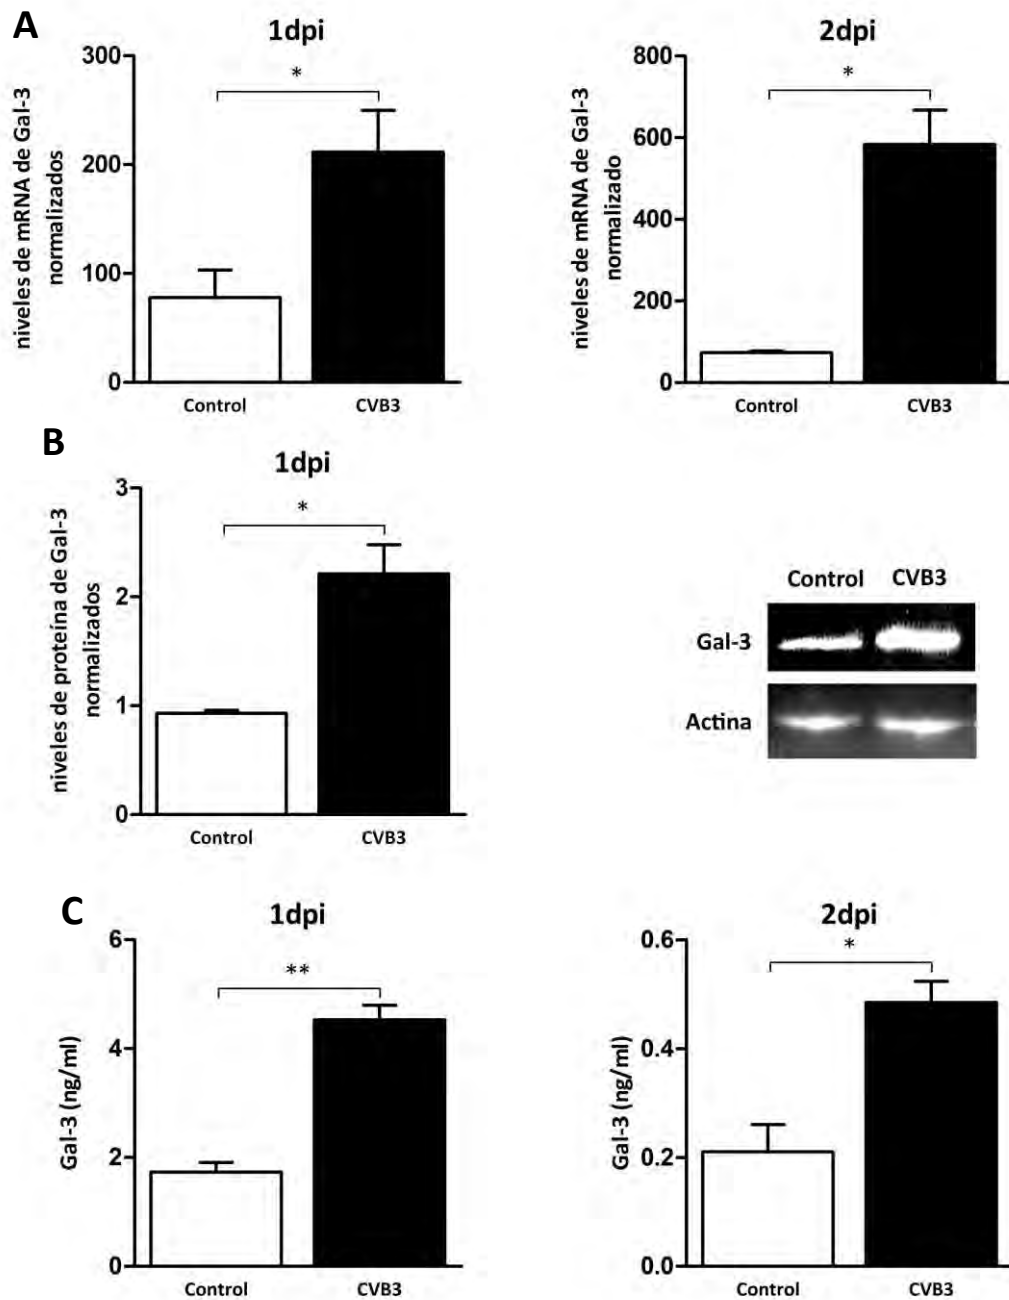 A
1dpi
niveles de mRNA de Gal-3
normalizados
300
200
100
0
*
Control
CVB3
2dpi
niveles de mRNA de Gal-3
normalizado
800
600
400
200
0
*
Control
CVB3
B
1dpi
niveles de proteína de Gal-3
normalizados
3
2
1
0
*
Control
CVB3
Control CVB3
Gal-3
Actina
C
1dpi
Gal-3 (ng/ml)
6
4
2
0
**
Control
CVB3
2dpi
Gal-3 (ng/ml)
0.6
0.4
0.2
0.0
*
Control
CVB3